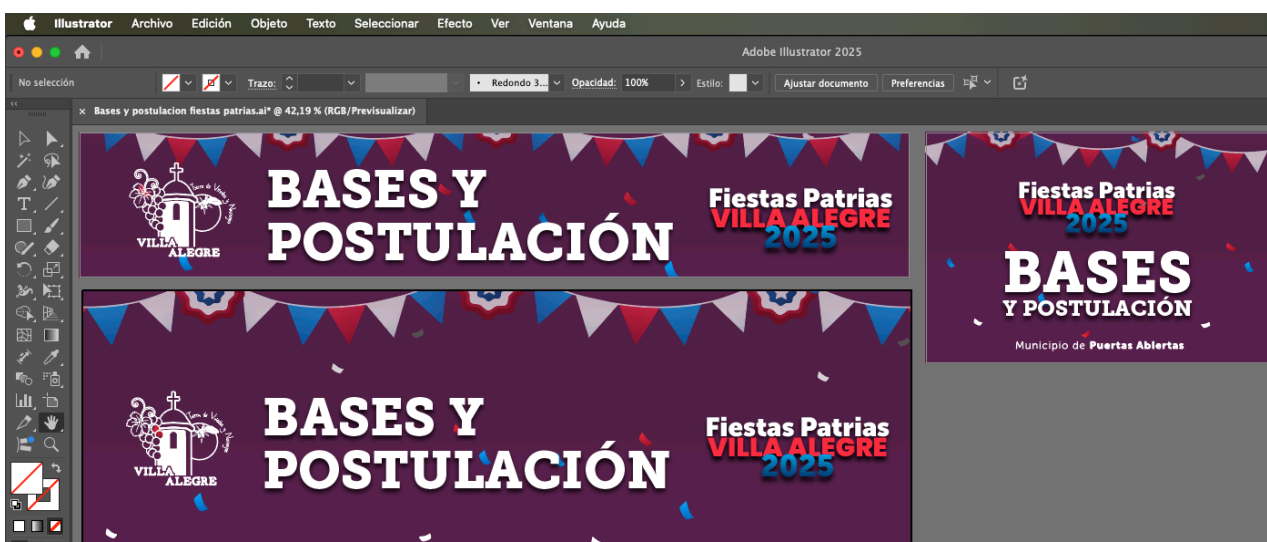 Illustrator Archivo Edición Objeto Texto Seleccionar Efecto Ver Ventana Ayuda
Adobe Illustrator 2025
No selección Trazo: Redondo 3... Opacidad: 100% Estilo: Ajustar documento Preferencias
Bases y postulacion fiestas patrias.ai* @ 42,19 % (RGB/Previsualizar)
VILLA
ALEGRE
BASES Y
POSTULACIÓN
Fiestas Patrias
VILLA ALEGRE
2025
Fiestas Patrias
VILLA ALEGRE
2025
BASES
Y POSTULACIÓN
Municipio de Puertas Abiertas
VILLA
ALEGRE
BASES Y
POSTULACIÓN
Fiestas Patrias
VILLA ALEGRE
2025